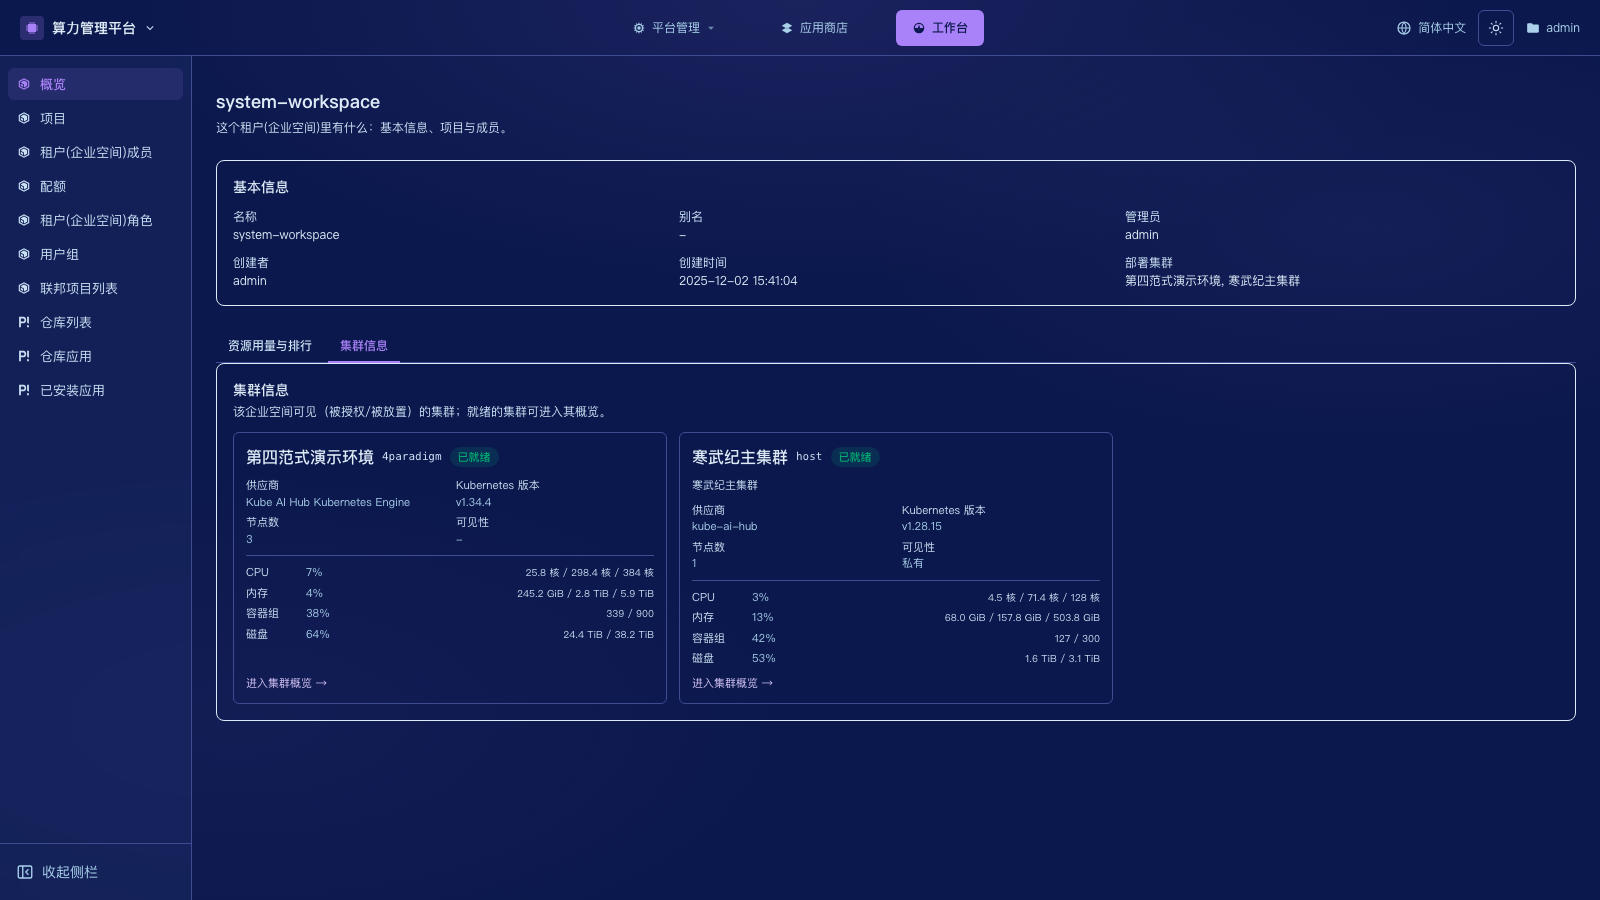 算力管理平台
平台管理
应用商店
工作台
简体中文
admin
概览
项目
租户(企业空间)成员
配额
租户(企业空间)角色
用户组
联邦项目列表
P! 仓库列表
P! 仓库应用
P! 已安装应用
收起侧栏
system-workspace
这个租户(企业空间)里有什么：基本信息、项目与成员。
基本信息
名称
system-workspace
别名
–
管理员
admin
创建者
admin
创建时间
2025-12-02 15:41:04
部署集群
第四范式演示环境, 寒武纪主集群
资源用量与排行
集群信息
集群信息
该企业空间可见（被授权/被放置）的集群；就绪的集群可进入其概览。
第四范式演示环境 4paradigm 已就绪
供应商
Kube AI Hub Kubernetes Engine
Kubernetes 版本
v1.34.4
节点数
3
可见性
–
CPU 7% 25.8 核 / 298.4 核 / 384 核
内存 4% 245.2 GiB / 2.8 TiB / 5.9 TiB
容器组 38% 339 / 900
磁盘 64% 24.4 TiB / 38.2 TiB
进入集群概览 →
寒武纪主集群 host 已就绪
寒武纪主集群
供应商
kube-ai-hub
Kubernetes 版本
v1.28.15
节点数
1
可见性
私有
CPU 3% 4.5 核 / 71.4 核 / 128 核
内存 13% 68.0 GiB / 157.8 GiB / 503.8 GiB
容器组 42% 127 / 300
磁盘 53% 1.6 TiB / 3.1 TiB
进入集群概览 →